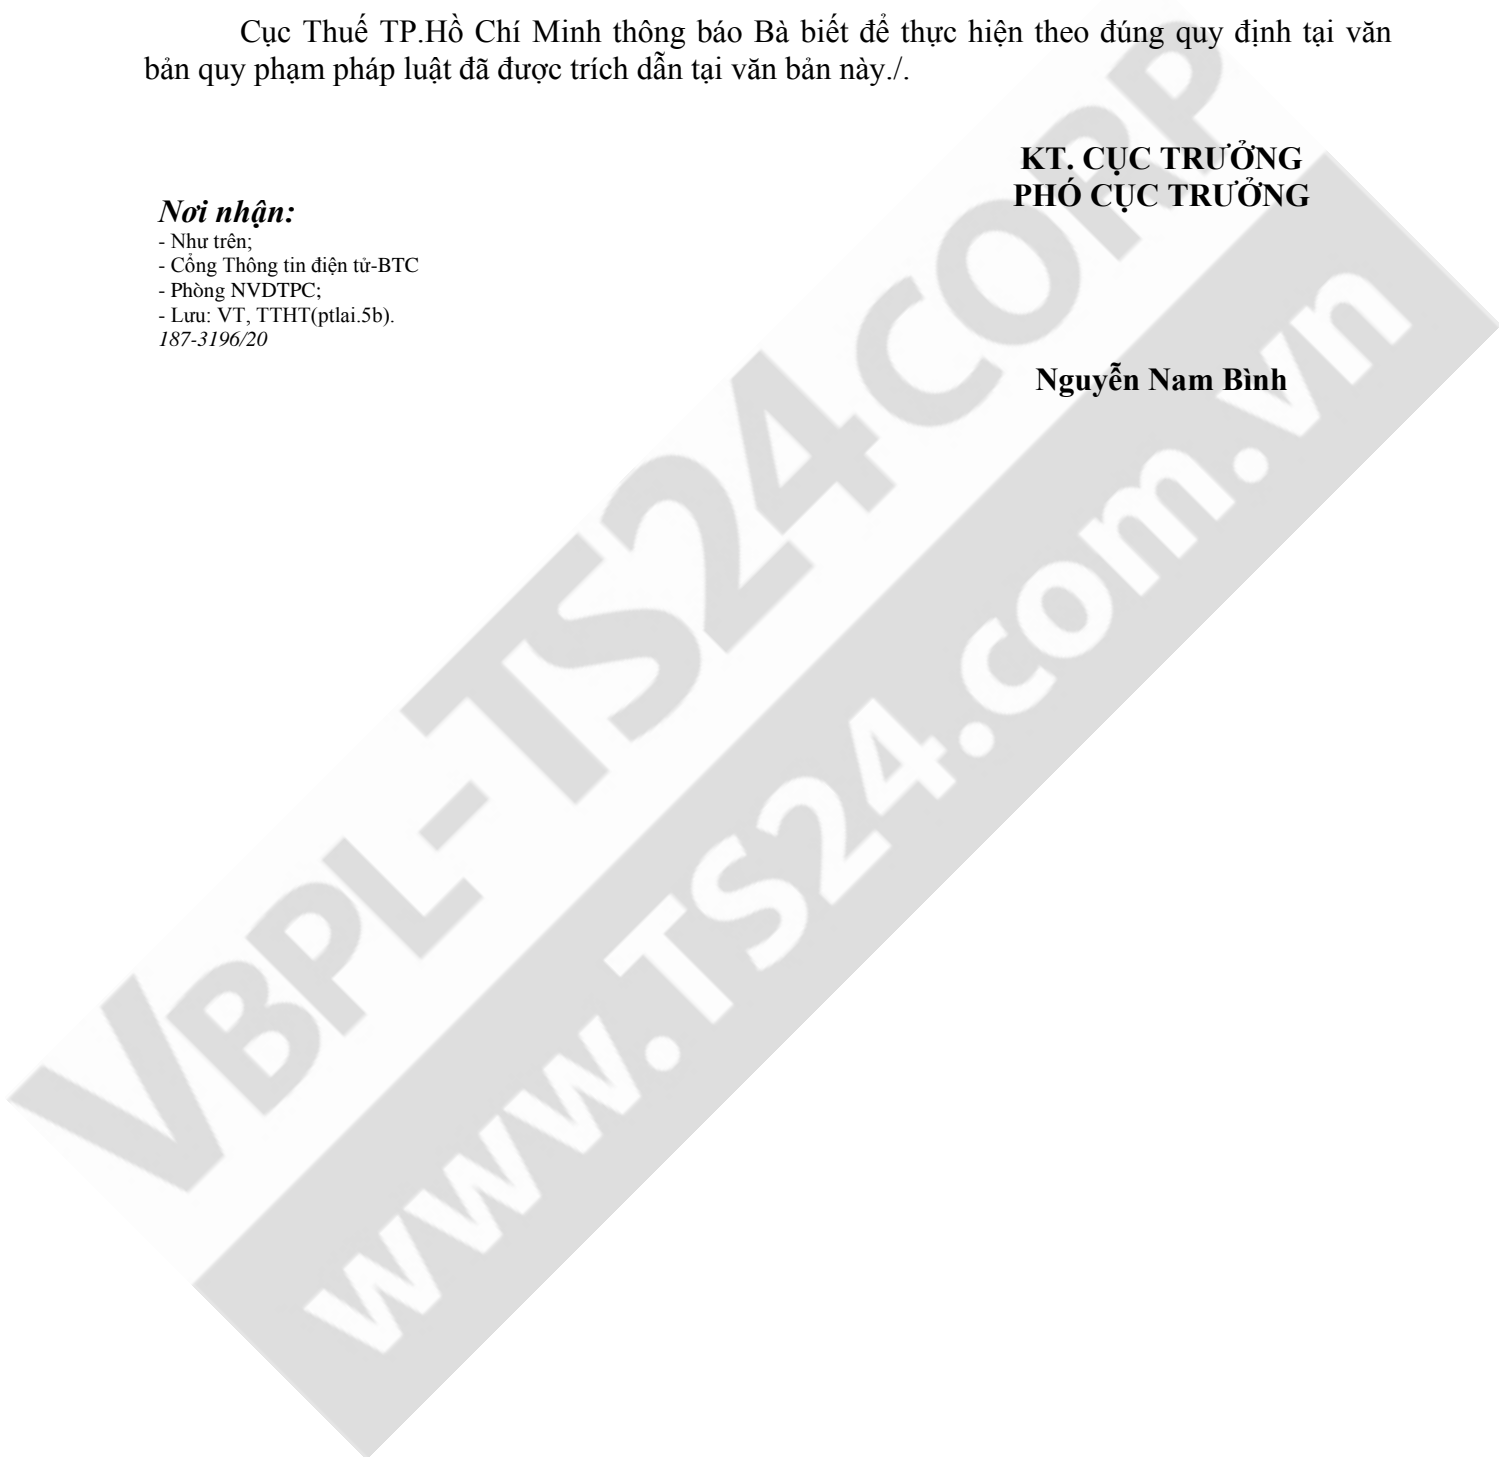 Cục Thuế TP.Hồ Chí Minh thông báo Bà biết để thực hiện theo đúng quy định tại văn
bản quy phạm pháp luật đã được trích dẫn tại văn bản này./.
KT. CỤC TRƯỞNG
PHÓ CỤC TRƯỞNG
Nơi nhận:
- Như trên;
- Cổng Thông tin điện tử-BTC
- Phòng NVDTPC;
- Lưu: VT, TTHT(ptlai.5b).
187-3196/20
Nguyễn Nam Bình
VBPL-TS24CORP
www.TS24.com.vn